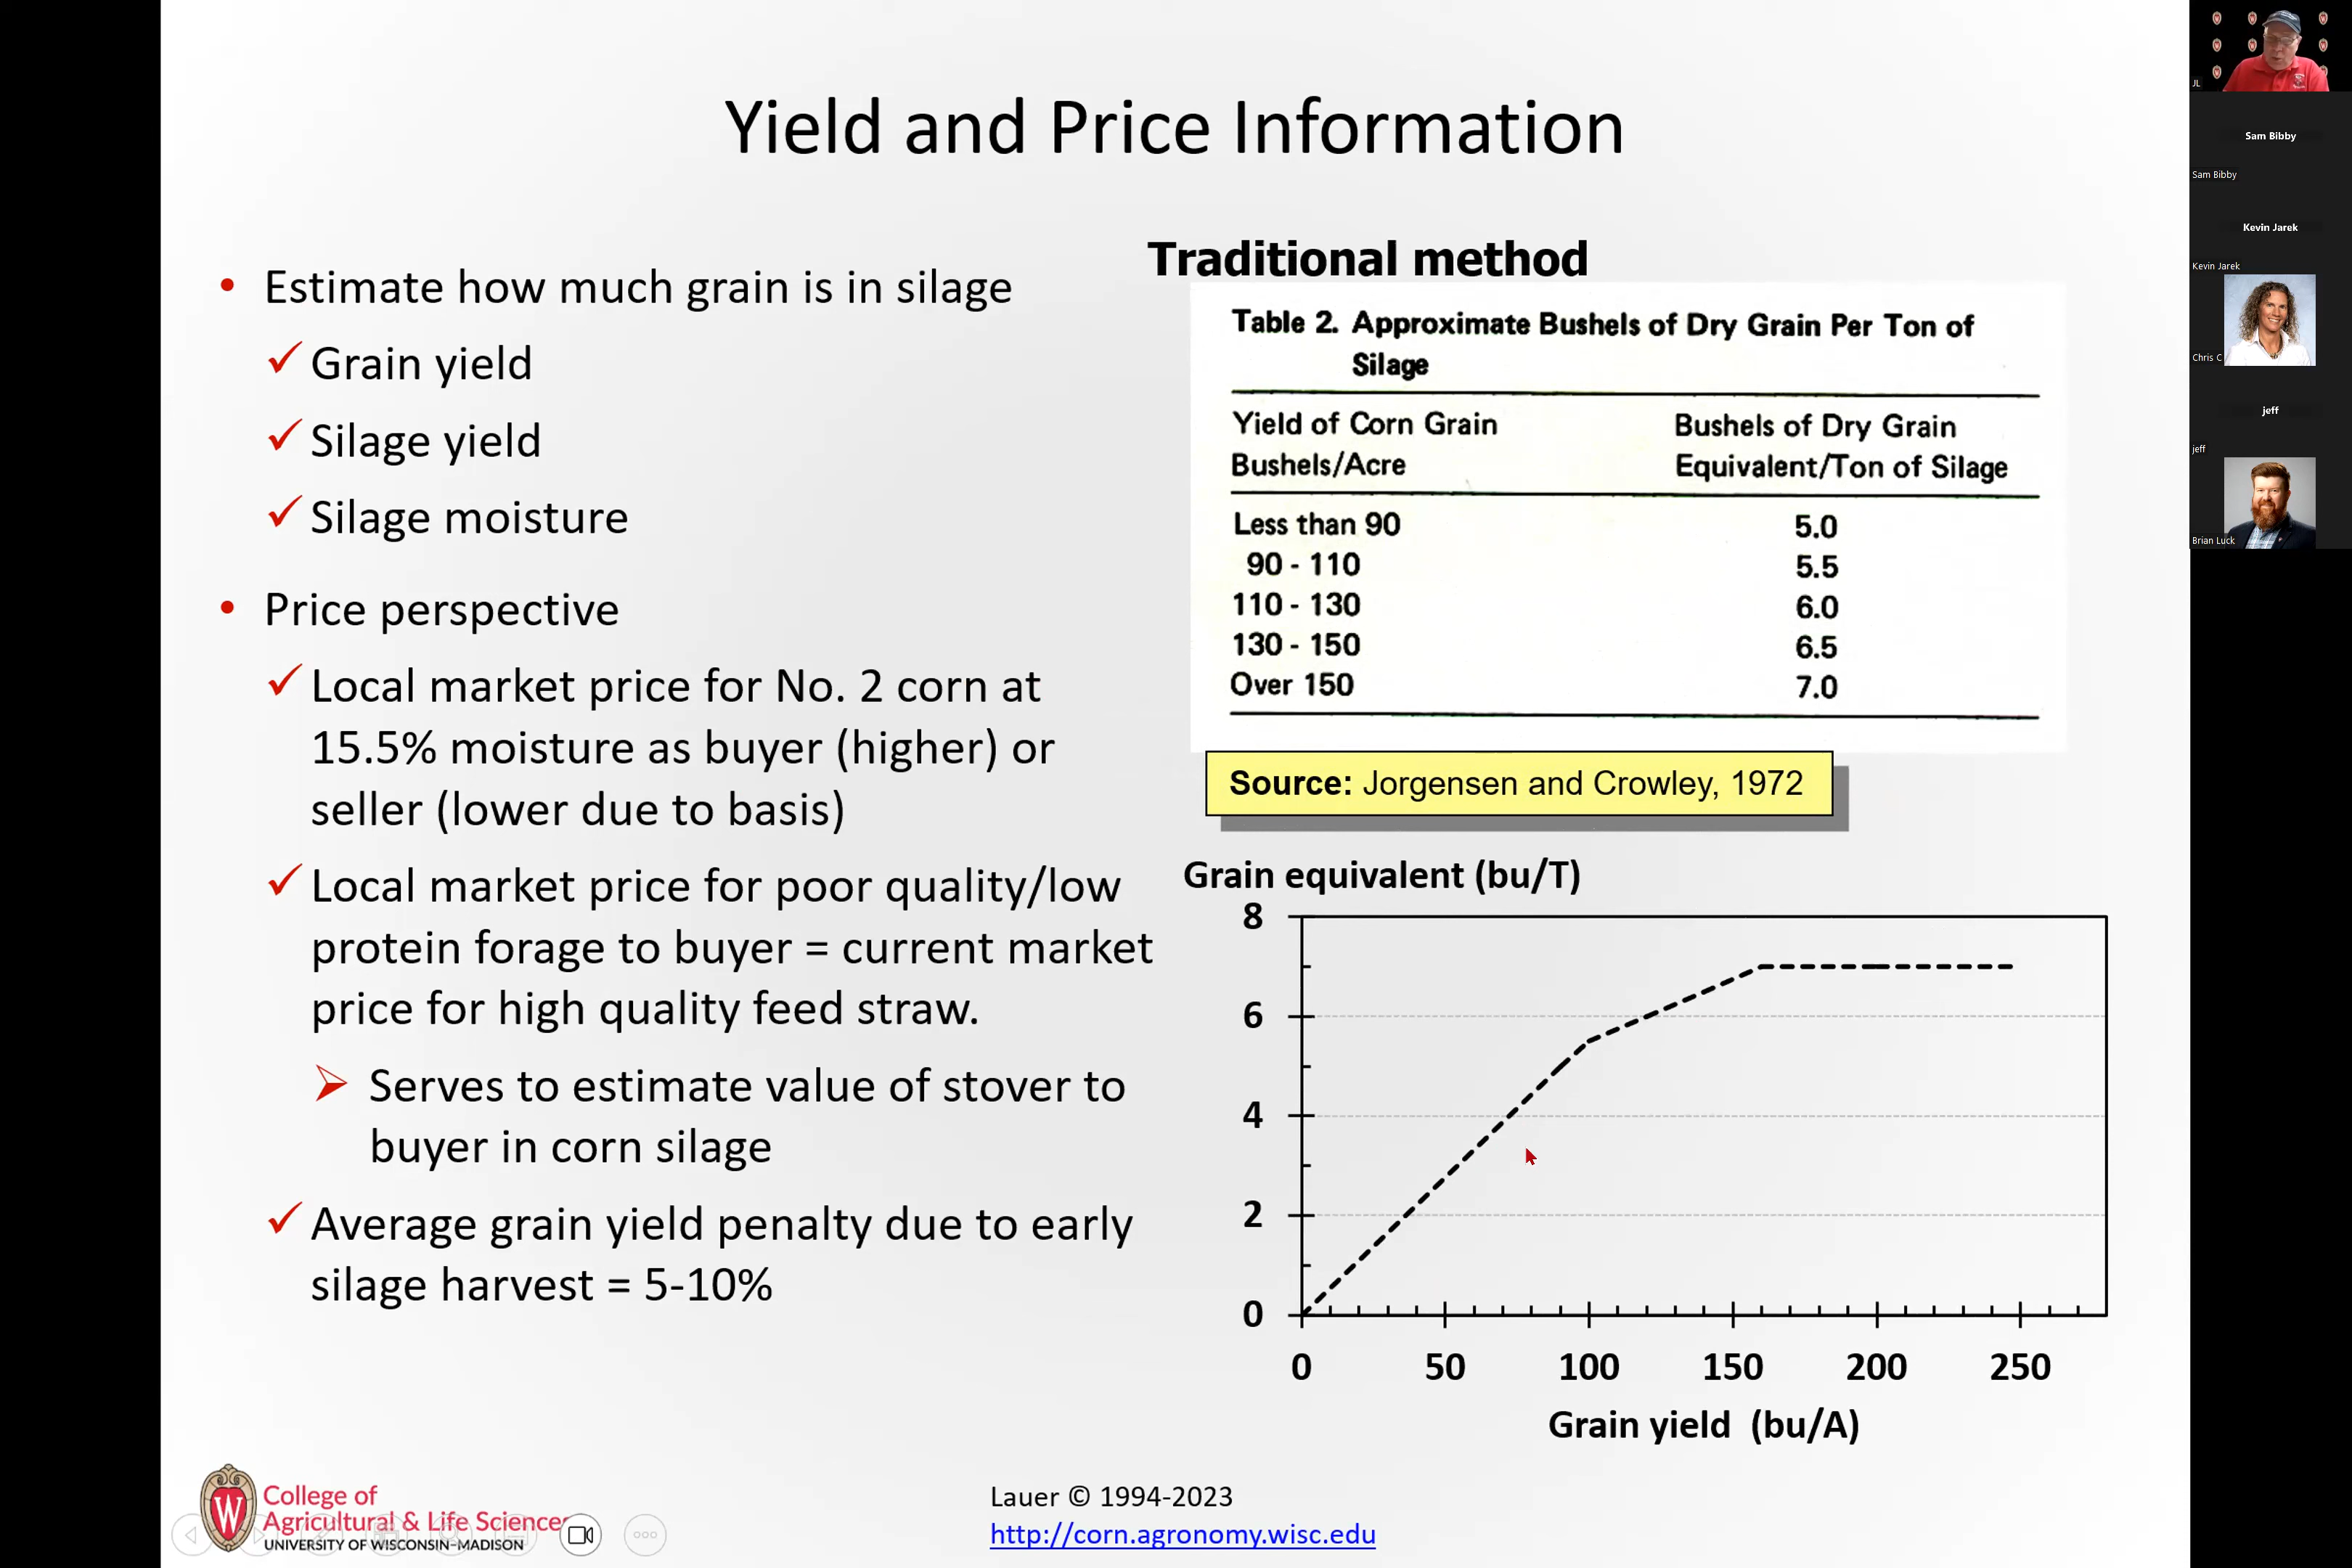 Yield and Price Information
• Estimate how much grain is in silage
✓ Grain yield
✓ Silage yield
✓ Silage moisture
• Price perspective
✓ Local market price for No. 2 corn at
15.5% moisture as buyer (higher) or
seller (lower due to basis)
✓ Local market price for poor quality/low
protein forage to buyer = current market
price for high quality feed straw.
➢ Serves to estimate value of stover to
buyer in corn silage
✓ Average grain yield penalty due to early
silage harvest = 5-10%
Traditional method
Table 2. Approximate Bushels of Dry Grain Per Ton of
Silage
Yield of Corn Grain Bushels of Dry Grain
Bushels/Acre Equivalent/Ton of Silage
Less than 90 5.0
90 - 110 5.5
110 - 130 6.0
130 - 150 6.5
Over 150 7.0
Source: Jorgensen and Crowley, 1972
Grain equivalent (bu/T)
8
6
4
2
0
0 50 100 150 200 250
Grain yield (bu/A)
W
College of
Agricultural & Life Sciences
UNIVERSITY OF WISCONSIN-MADISON
Lauer © 1994-2023
http://corn.agronomy.wisc.edu
JL
Sam Bibby
Sam Bibby
Kevin Jarek
Kevin Jarek
Chris C
jeff
jeff
Brian Luck